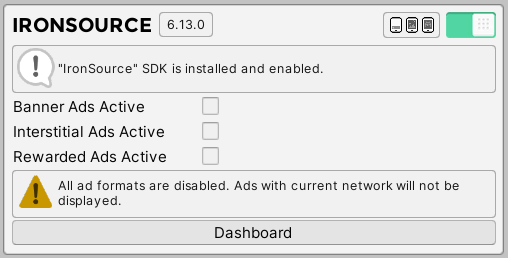 IRONSOURCE 6.13.0
"IronSource" SDK is installed and enabled.
Banner Ads Active
Interstitial Ads Active
Rewarded Ads Active
All ad formats are disabled. Ads with current network will not be
displayed.
Dashboard